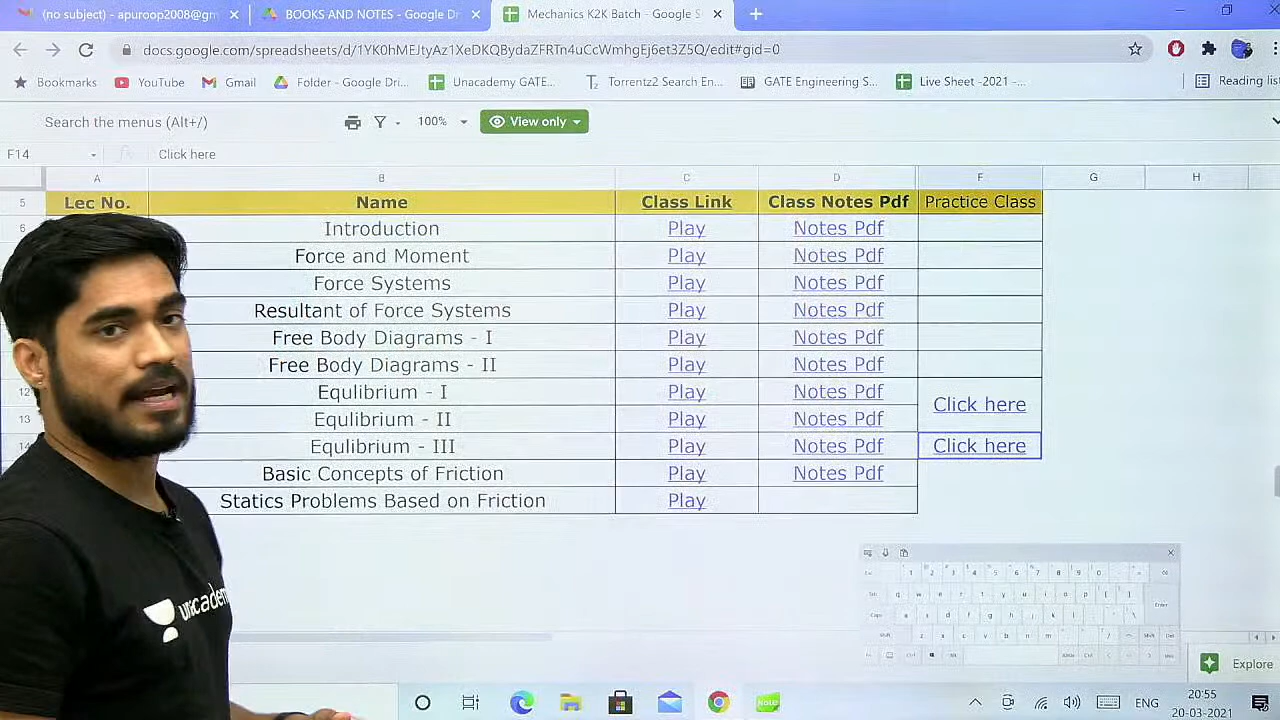 (no subject) - apuroop2008@gm
BOOKS AND NOTES - Google Dr
Mechanics K2K Batch - Google S
docs.google.com/spreadsheets/d/1YK0hMEJtyAz1XeDKQBydaZFRTn4uCcWmhgEj6et3Z5Q/edit#gid=0
Bookmarks YouTube Gmail Folder - Google Dri... Unacademy GATE... Torrentz2 Search En... GATE Engineering S... Live Sheet -2021 -... Reading list
Search the menus (Alt+/) 100% View only
F14 fx Click here
A B C D F G H
5 Lec No. Name Class Link Class Notes Pdf Practice Class
6 Introduction Play Notes Pdf
Force and Moment Play Notes Pdf
Force Systems Play Notes Pdf
Resultant of Force Systems Play Notes Pdf
Free Body Diagrams - I Play Notes Pdf
Free Body Diagrams - II Play Notes Pdf
12 Equlibrium - I Play Notes Pdf
Click here
13 Equlibrium - II Play Notes Pdf
14 Equlibrium - III Play Notes Pdf Click here
Basic Concepts of Friction Play Notes Pdf
Statics Problems Based on Friction Play
unacade
Explore
ENG
20:55
20-03-2021